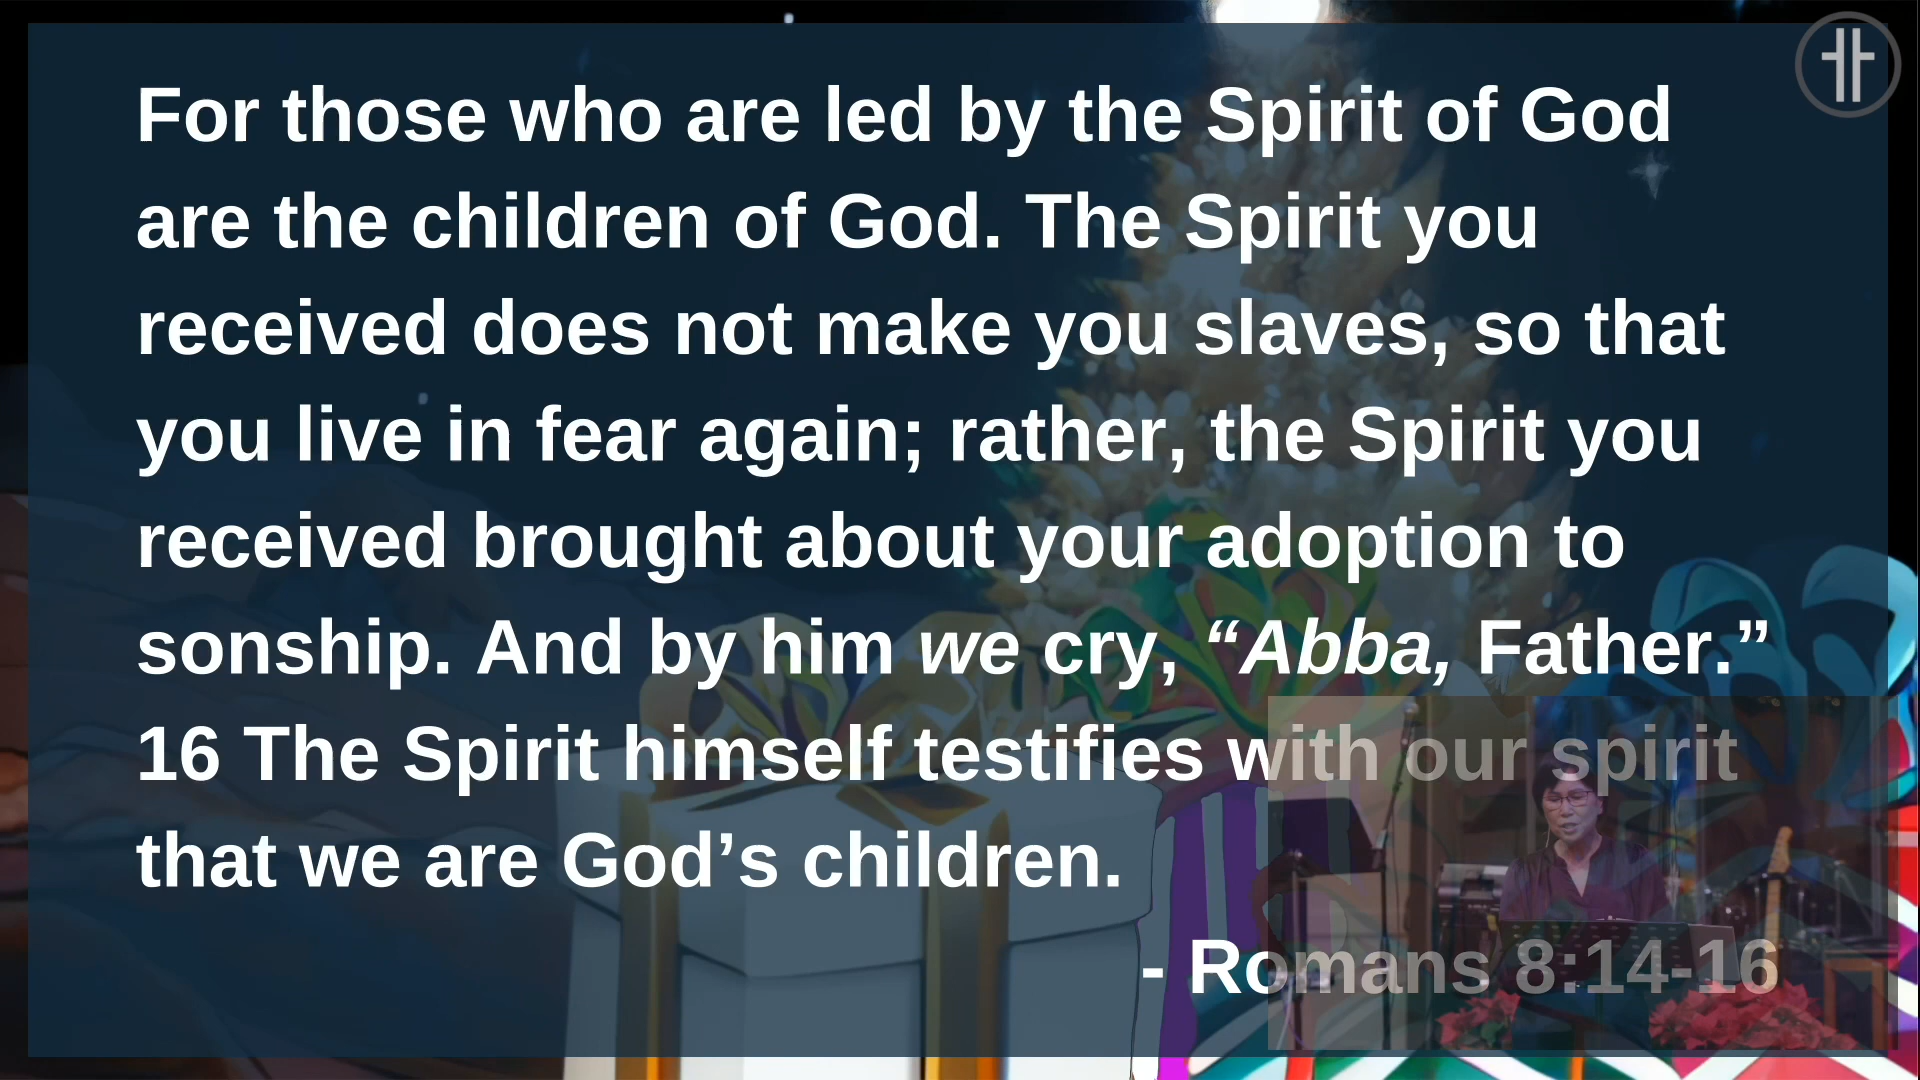 For those who are led by the Spirit of God
are the children of God. The Spirit you
received does not make you slaves, so that
you live in fear again; rather, the Spirit you
received brought about your adoption to
sonship. And by him we cry, “Abba, Father.”
16 The Spirit himself testifies with our spirit
that we are God’s children.
- Romans 8:14-16